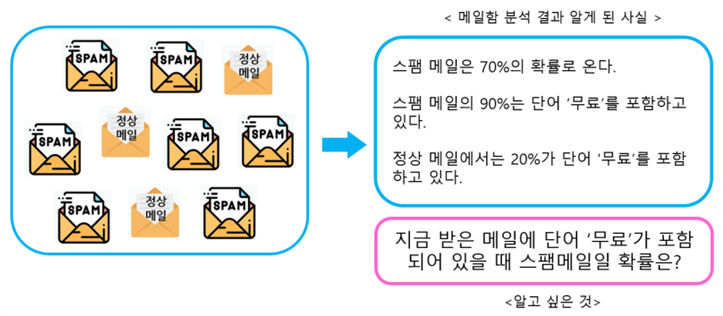 < 메일함 분석 결과 알게 된 사실 >
SPAM
SPAM
정상
메일
정상
메일
SPAM
SPAM
SPAM
SPAM
정상
메일
SPAM
스팸 메일은 70%의 확률로 온다.
스팸 메일의 90%는 단어 ‘무료’를 포함하고
있다.
정상 메일에서는 20%가 단어 ‘무료’를 포함
하고 있다.
지금 받은 메일에 단어 ‘무료’가 포함
되어 있을 때 스팸메일일 확률은?
<알고 싶은 것>